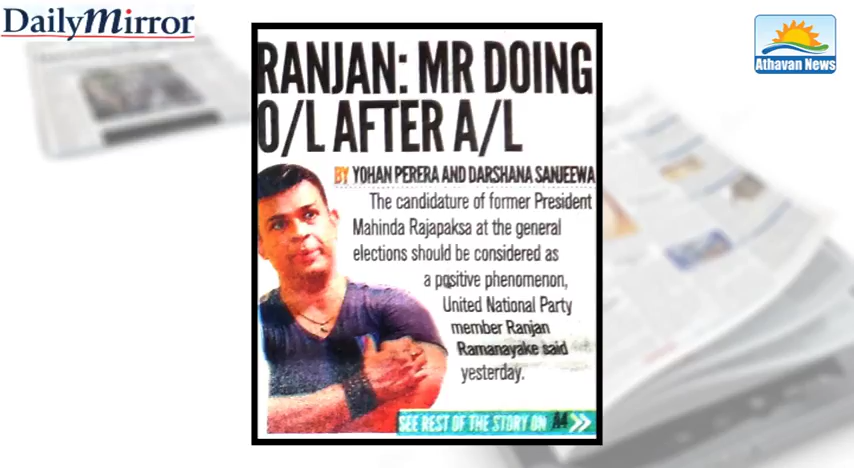 DailyMirror
Athavan News
RANJAN: MR DOING
O/L AFTER A/L
BY YOHAN PERERA AND DARSHANA SANJEEWA
The candidature of former President
Mahinda Rajapaksa at the general
elections should be considered as
a positive phenomenon,
United National Party
member Ranjan
Ramanayake said
yesterday.
SEE REST OF THE STORY ON A4